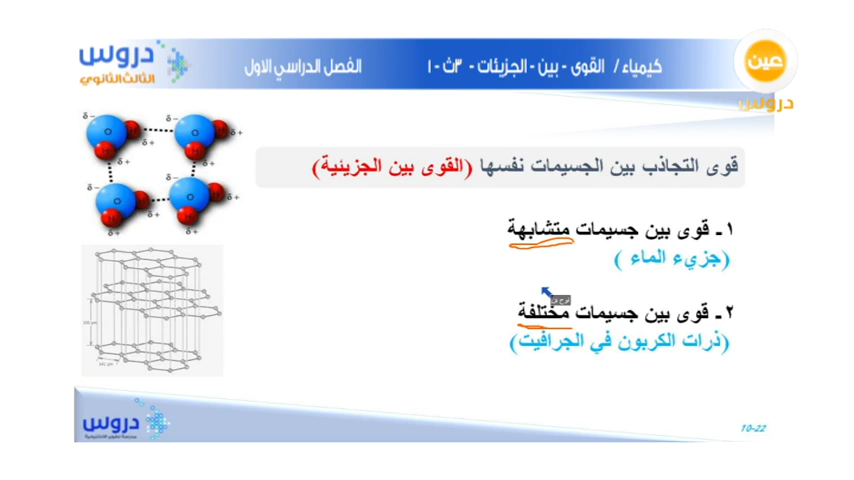 دروس
الثالث الثانوي
الفصل الدراسي الاول
كيمياء / القوى - بين - الجزيئات - ٣ث - ١
عين
دروس
قوى التجاذب بين الجسيمات نفسها (القوى بين الجزيئية)
١ـ قوى بين جسيمات متشابهة
(جزيء الماء )
٢ـ قوى بين جسيمات مختلفة
(ذرات الكربون في الجرافيت)
δ−
δ−
O
O
H
H
δ+
δ+
δ+
δ+
δ−
δ−
O
O
δ+
δ+
δ+
δ+
دروس
10-22